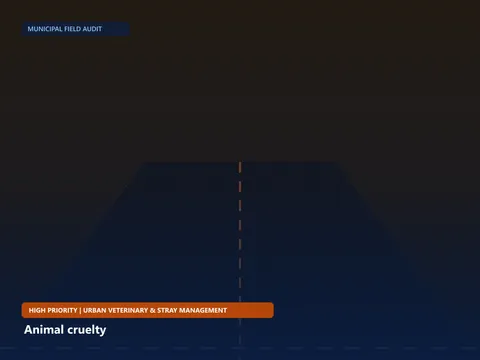 MUNICIPAL FIELD AUDIT
HIGH PRIORITY | URBAN VETERINARY & STRAY MANAGEMENT
Animal cruelty